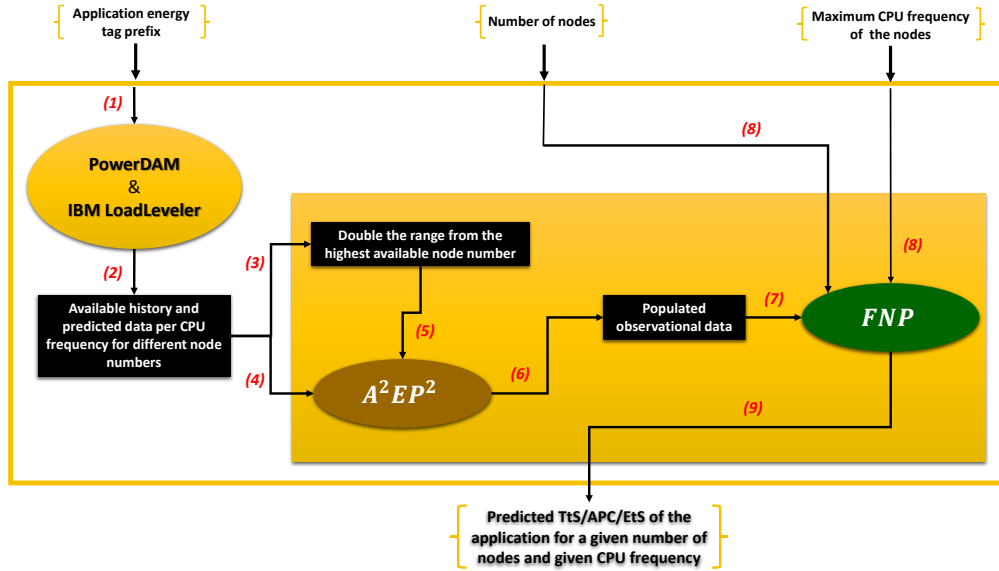 Application energy
tag prefix
Number of nodes
Maximum CPU frequency
of the nodes
(1)
(8)
PowerDAM
&
IBM LoadLeveler
(8)
(2)
(3)
Double the range from the
highest available node number
Available history and
predicted data per CPU
frequency for different node
numbers
(5)
Populated
observational data
(7)
FNP
(4)
A²EP²
(6)
(9)
Predicted TtS/APC/EtS of the
application for a given number of
nodes and given CPU frequency